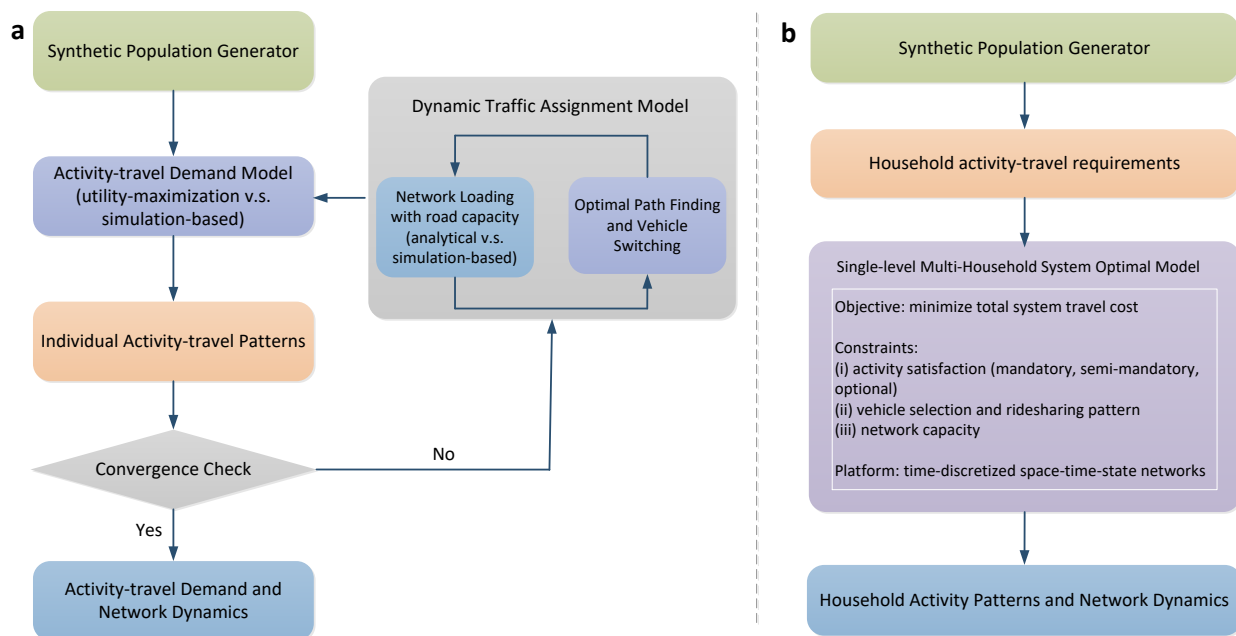 a
Synthetic Population Generator
Activity-travel Demand Model
(utility-maximization v.s.
simulation-based)
Individual Activity-travel Patterns
Convergence Check
Yes
No
Activity-travel Demand and
Network Dynamics
Dynamic Traffic Assignment Model
Network Loading
with road capacity
(analytical v.s.
simulation-based)
Optimal Path Finding
and Vehicle
Switching
b
Synthetic Population Generator
Household activity-travel requirements
Single-level Multi-Household System Optimal Model
Objective: minimize total system travel cost
Constraints:
(i) activity satisfaction (mandatory, semi-mandatory,
optional)
(ii) vehicle selection and ridesharing pattern
(iii) network capacity
Platform: time-discretized space-time-state networks
Household Activity Patterns and Network Dynamics